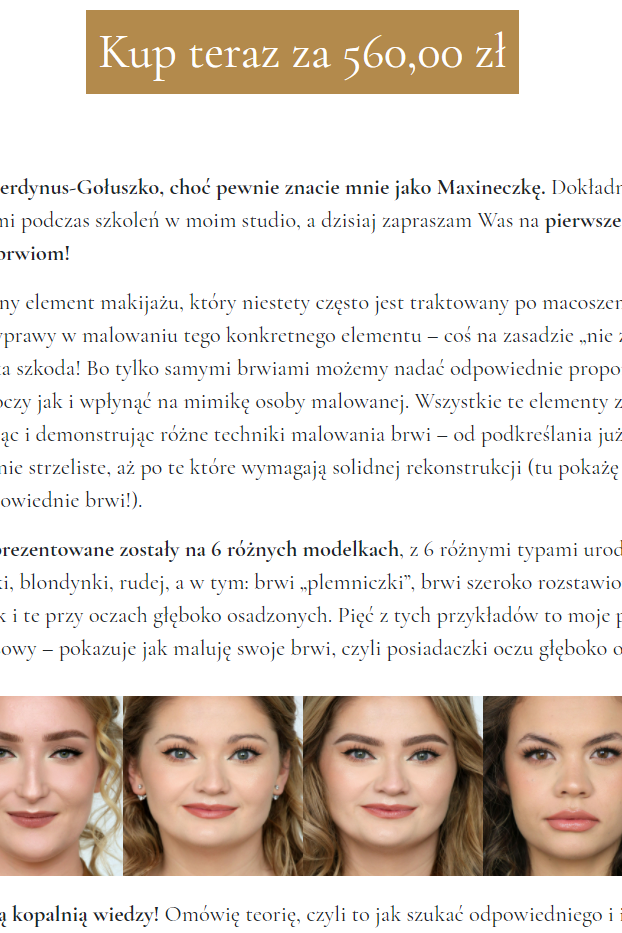 Kup teraz za 560,00 zł
erdynus-Gołuszko, choć pewnie znacie mnie jako Maxineczkę. Dokładn
mi podczas szkoleń w moim studio, a dzisiaj zapraszam Was na pierwsze
brwiom!
ny element makijażu, który niestety często jest traktowany po macoszem
yprawy w malowaniu tego konkretnego elementu – coś na zasadzie „nie z
ka szkoda! Bo tylko samymi brwiami możemy nadać odpowiednie propo
oczy jak i wpłynąć na mimikę osoby malowanej. Wszystkie te elementy z
ąc i demonstrując różne techniki malowania brwi – od podkreślania już
nie strzeliste, aż po te które wymagają solidnej rekonstrukcji (tu pokażę
owiednie brwi!).
prezentowane zostały na 6 różnych modelkach, z 6 różnymi typami urod
ki, blondynki, rudej, a w tym: brwi „plemniczki”, brwi szeroko rozstawio
k i te przy oczach głęboko osadzonych. Pięć z tych przykładów to moje p
owy – pokazuje jak maluję swoje brwi, czyli posiadaczki oczu głęboko o
ą kopalnią wiedzy! Omówię teorię, czyli to jak szukać odpowiedniego i i